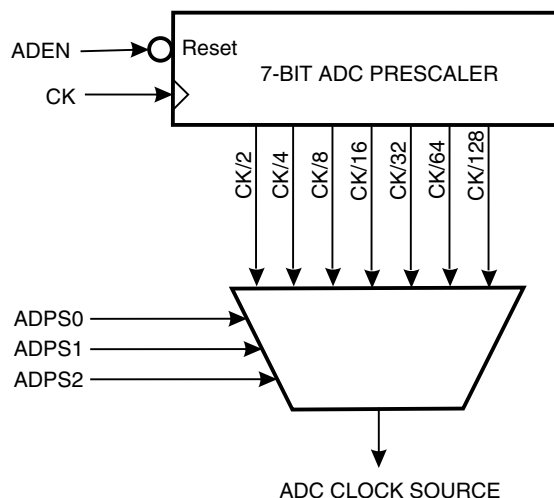 ADEN
Reset
7-BIT ADC PRESCALER
CK
CK/2
CK/4
CK/8
CK/16
CK/32
CK/64
CK/128
ADPS0
ADPS1
ADPS2
ADC CLOCK SOURCE